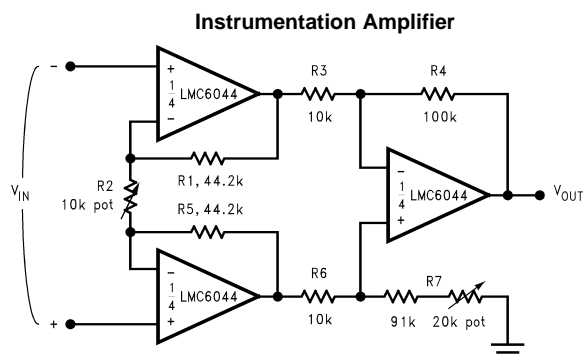 Instrumentation Amplifier
-
+
1/4 LMC6044
-
R3
10k
R4
100k
R1, 44.2k
V_IN
R2
10k pot
R5, 44.2k
-
1/4 LMC6044
+
V_OUT
-
1/4 LMC6044
+
R6
10k
R7
91k
20k pot
+